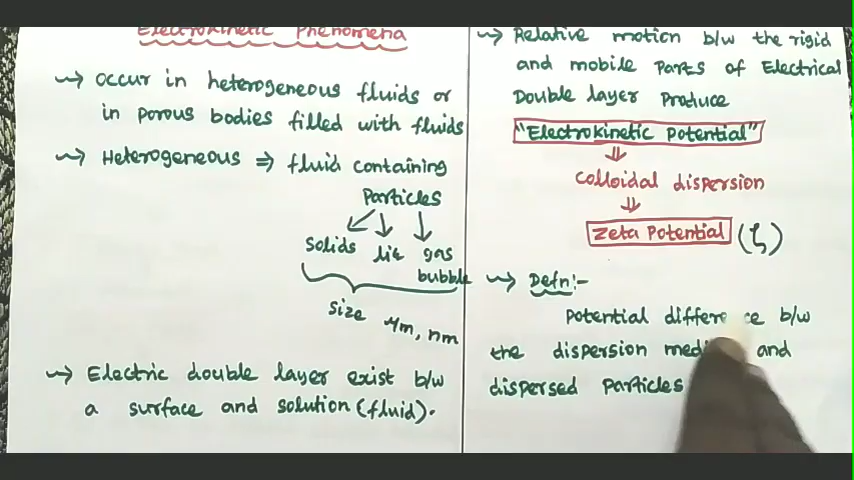 Electrokinetic Phenomena
→ occur in heterogeneous fluids or
in porous bodies filled with fluids
→ Heterogeneous ⇒ fluid containing
Particles
solids liq gas
bubble
size μm, nm
→ Electric double layer exist b/w
a surface and solution (fluid).
→ Relative motion b/w the rigid
and mobile parts of Electrical
Double layer Produce
"Electrokinetic Potential"
⇓
colloidal dispersion
⇓
Zeta Potential (ζ)
→ Defn:-
Potential difference b/w
the dispersion and
dispersed particles